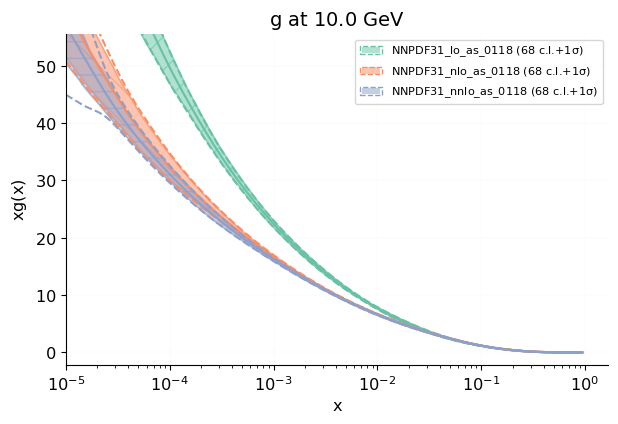 g at 10.0 GeV
NNPDF31_lo_as_0118 (68 c.l.+1σ)
NNPDF31_nlo_as_0118 (68 c.l.+1σ)
NNPDF31_nnlo_as_0118 (68 c.l.+1σ)
xg(x)
50
40
30
20
10
0
10⁻⁵ 10⁻⁴ 10⁻³ 10⁻² 10⁻¹ 10⁰
x